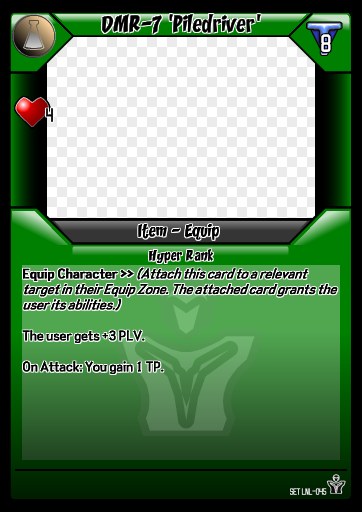 DMR-7 'Piledriver'
8
4
Item - Equip
Hyper Rank
Equip Character >> (Attach this card to a relevant
target in their Equip Zone. The attached card grants the
user its abilities.)
The user gets +3 PLV.
On Attack: You gain 1 TP.
SET LNL-045